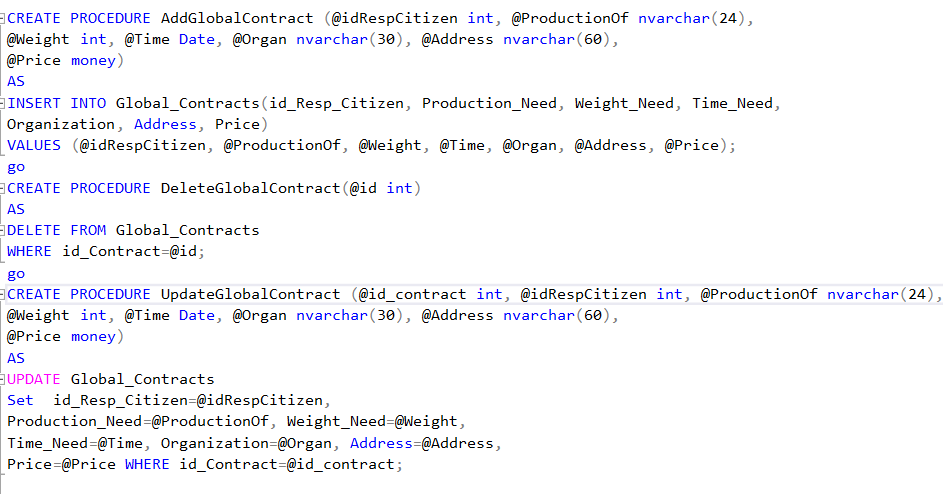 CREATE PROCEDURE AddGlobalContract (@idRespCitizen int, @ProductionOf nvarchar(24),
@Weight int, @Time Date, @Organ nvarchar(30), @Address nvarchar(60),
@Price money)
AS
INSERT INTO Global_Contracts(id_Resp_Citizen, Production_Need, Weight_Need, Time_Need,
Organization, Address, Price)
VALUES (@idRespCitizen, @ProductionOf, @Weight, @Time, @Organ, @Address, @Price);
go
CREATE PROCEDURE DeleteGlobalContract(@id int)
AS
DELETE FROM Global_Contracts
WHERE id_Contract=@id;
go
CREATE PROCEDURE UpdateGlobalContract (@id_contract int, @idRespCitizen int, @ProductionOf nvarchar(24),
@Weight int, @Time Date, @Organ nvarchar(30), @Address nvarchar(60),
@Price money)
AS
UPDATE Global_Contracts
Set  id_Resp_Citizen=@idRespCitizen,
Production_Need=@ProductionOf, Weight_Need=@Weight,
Time_Need=@Time, Organization=@Organ, Address=@Address,
Price=@Price WHERE id_Contract=@id_contract;